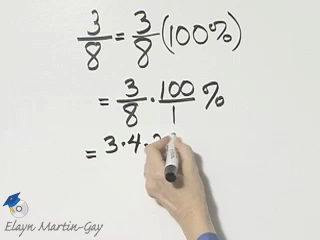 3/8 = 3/8 (100%)
= 3/8 · 100/1 %
= 3 · 4 ·
Elayn Martin-Gay